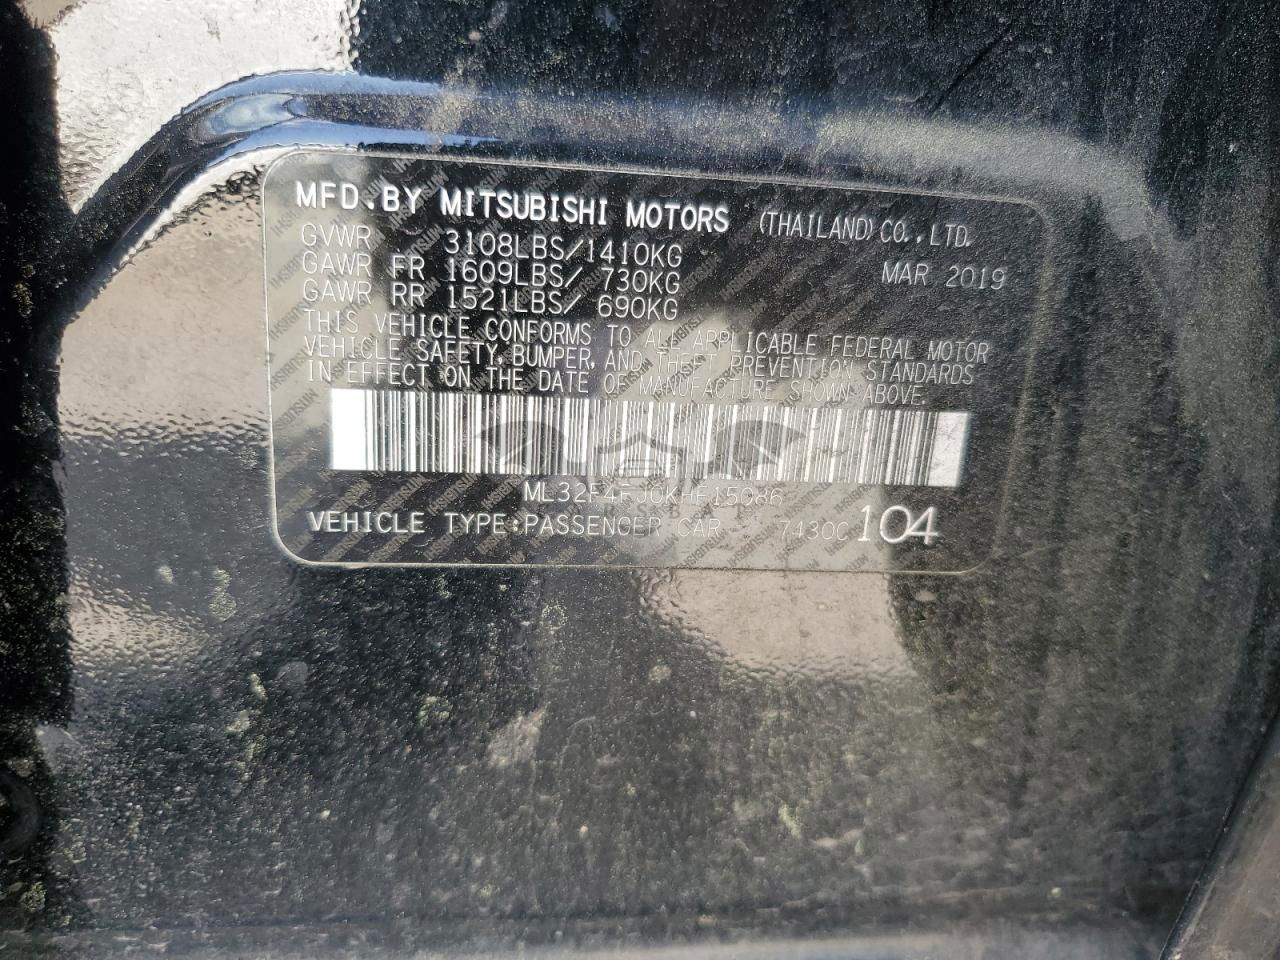 MFD.BY MITSUBISHI MOTORS (THAILAND) CO.,LTD.
GVWR 3108LBS/1410KG
MAR 2019
GAWR FR 1609LBS/ 730KG
GAWR RR 1521LBS/ 690KG
THIS VEHICLE CONFORMS TO ALL APPLICABLE FEDERAL MOTOR
VEHICLE SAFETY, BUMPER, AND THEFT PREVENTION STANDARDS
IN EFFECT ON THE DATE OF MANUFACTURE SHOWN ABOVE.
VEHICLE TYPE:PASSENGER CAR 7430C 104